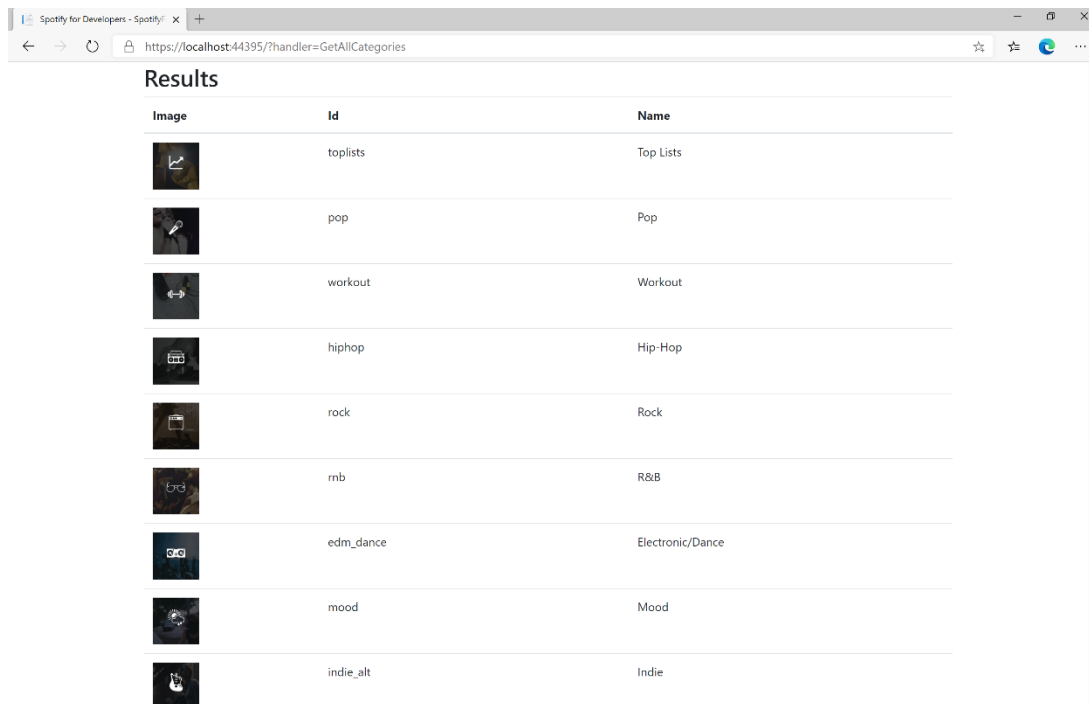 Spotify for Developers - SpotifyF
https://localhost:44395/?handler=GetAllCategories
Results
Image Id Name
toplists Top Lists
pop Pop
workout Workout
hiphop Hip-Hop
rock Rock
rnb R&B
edm_dance Electronic/Dance
mood Mood
indie_alt Indie